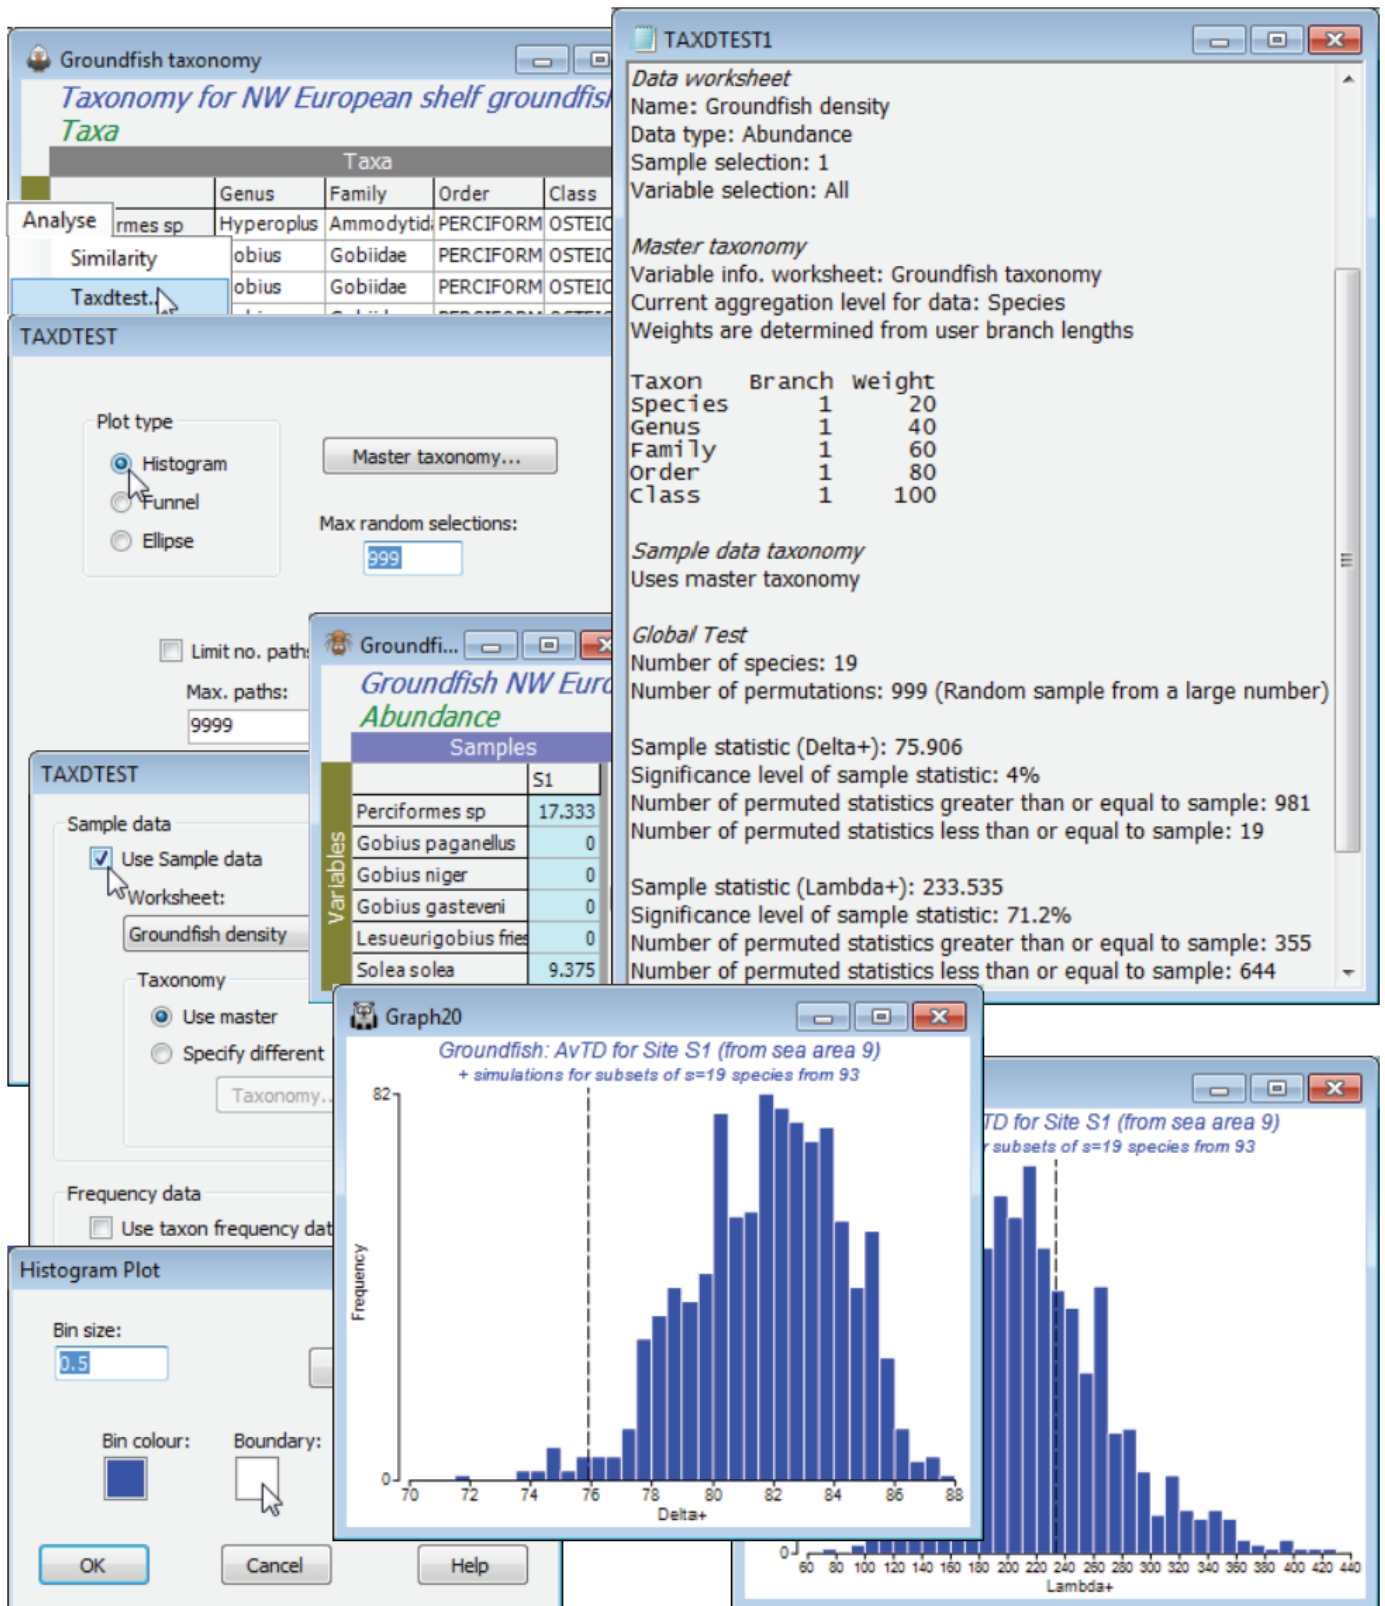 Groundfish taxonomy
Taxonomy for NW European shelf groundfish
Taxa
Taxa
Genus Family Order Class
rmes sp Hyperoplus Ammodytida PERCIFORM OSTEIC
obius Gobiidae PERCIFORM OSTEIC
obius Gobiidae PERCIFORM OSTEIC
Analyse
Similarity
Taxdtest..
TAXDTEST
Plot type
Histogram
Funnel
Ellipse
Master taxonomy...
Max random selections:
999
Limit no. paths
Max. paths:
9999
TAXDTEST
Sample data
Use Sample data
Worksheet:
Groundfish density
Taxonomy
Use master
Specify different
Taxonomy..
Frequency data
Use taxon frequency dat
Histogram Plot
Bin size:
0.5
Bin colour: Boundary:
OK Cancel Help
Groundfi...
Groundfish NW Euro
Abundance
Samples
Variables
S1
Perciformes sp 17.333
Gobius paganellus 0
Gobius niger 0
Gobius gasteveni 0
Lesueurigobius fries 0
Solea solea 9.375
TAXDTEST1
Data worksheet
Name: Groundfish density
Data type: Abundance
Sample selection: 1
Variable selection: All
Master taxonomy
Variable info. worksheet: Groundfish taxonomy
Current aggregation level for data: Species
Weights are determined from user branch lengths
Taxon Branch Weight
Species 1 20
Genus 1 40
Family 1 60
Order 1 80
Class 1 100
Sample data taxonomy
Uses master taxonomy
Global Test
Number of species: 19
Number of permutations: 999 (Random sample from a large number)
Sample statistic (Delta+): 75.906
Significance level of sample statistic: 4%
Number of permuted statistics greater than or equal to sample: 981
Number of permuted statistics less than or equal to sample: 19
Sample statistic (Lambda+): 233.535
Significance level of sample statistic: 71.2%
Number of permuted statistics greater than or equal to sample: 355
Number of permuted statistics less than or equal to sample: 644
Graph20
Groundfish: AvTD for Site S1 (from sea area 9)
+ simulations for subsets of s=19 species from 93
82
Frequency
0
70 72 74 76 78 80 82 84 86 88
Delta+
TD for Site S1 (from sea area 9)
r subsets of s=19 species from 93
0
60 80 100 120 140 160 180 200 220 240 260 280 300 320 340 360 380 400 420 440
Lambda+